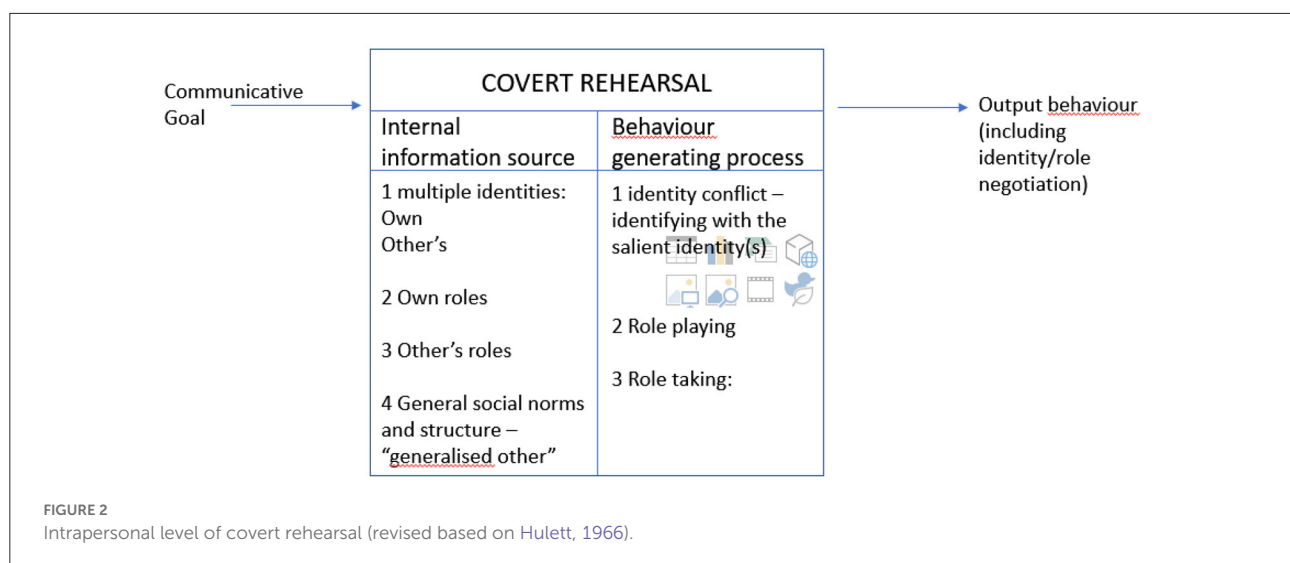 Communicative
Goal
COVERT REHEARSAL
Internal
information source
Behaviour
generating process
1 multiple identities:
Own
Other’s
2 Own roles
3 Other’s roles
4 General social norms
and structure –
“generalised other”
1 identity conflict –
identifying with the
salient identity(s)
2 Role playing
3 Role taking:
Output behaviour
(including
identity/role
negotiation)
FIGURE 2
Intrapersonal level of covert rehearsal (revised based on Hulett, 1966).